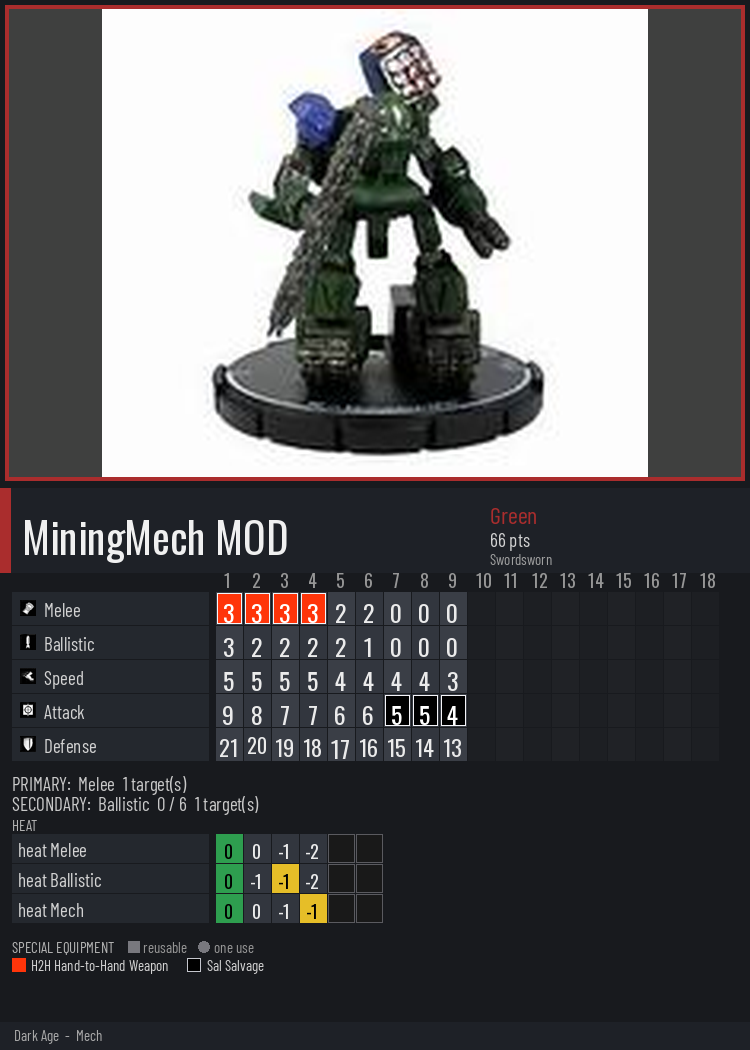 MiningMech MOD
Green
66 pts
Swordsworn
1 2 3 4 5 6 7 8 9 10 11 12 13 14 15 16 17 18
Melee 3 3 3 3 2 2 0 0 0
Ballistic 3 2 2 2 2 1 0 0 0
Speed 5 5 5 5 4 4 4 4 3
Attack 9 8 7 7 6 6 5 5 4
Defense 21 20 19 18 17 16 15 14 13
PRIMARY: Melee 1 target(s)
SECONDARY: Ballistic 0 / 6 1 target(s)
HEAT
heat Melee 0 0 -1 -2
heat Ballistic 0 -1 -1 -2
heat Mech 0 0 -1 -1
SPECIAL EQUIPMENT reusable one use
H2H Hand-to-Hand Weapon Sal Salvage
Dark Age - Mech